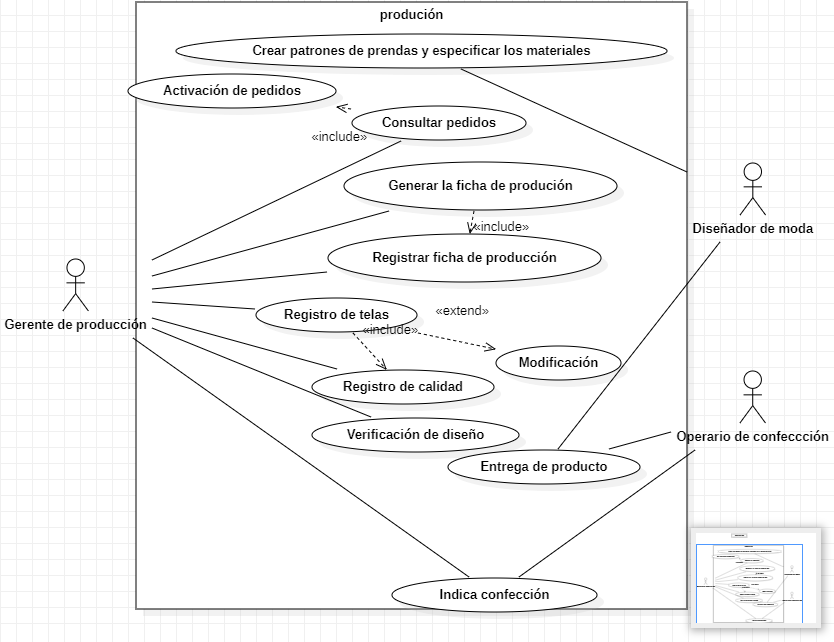 produción
Crear patrones de prendas y especificar los materiales
Activación de pedidos
Consultar pedidos
«include»
Generar la ficha de produción
«include»
Registrar ficha de producción
Diseñador de moda
Gerente de producción
Registro de telas
«extend»
«include»
Modificación
Registro de calidad
Verificación de diseño
Operario de confeccción
Entrega de producto
Indica confección